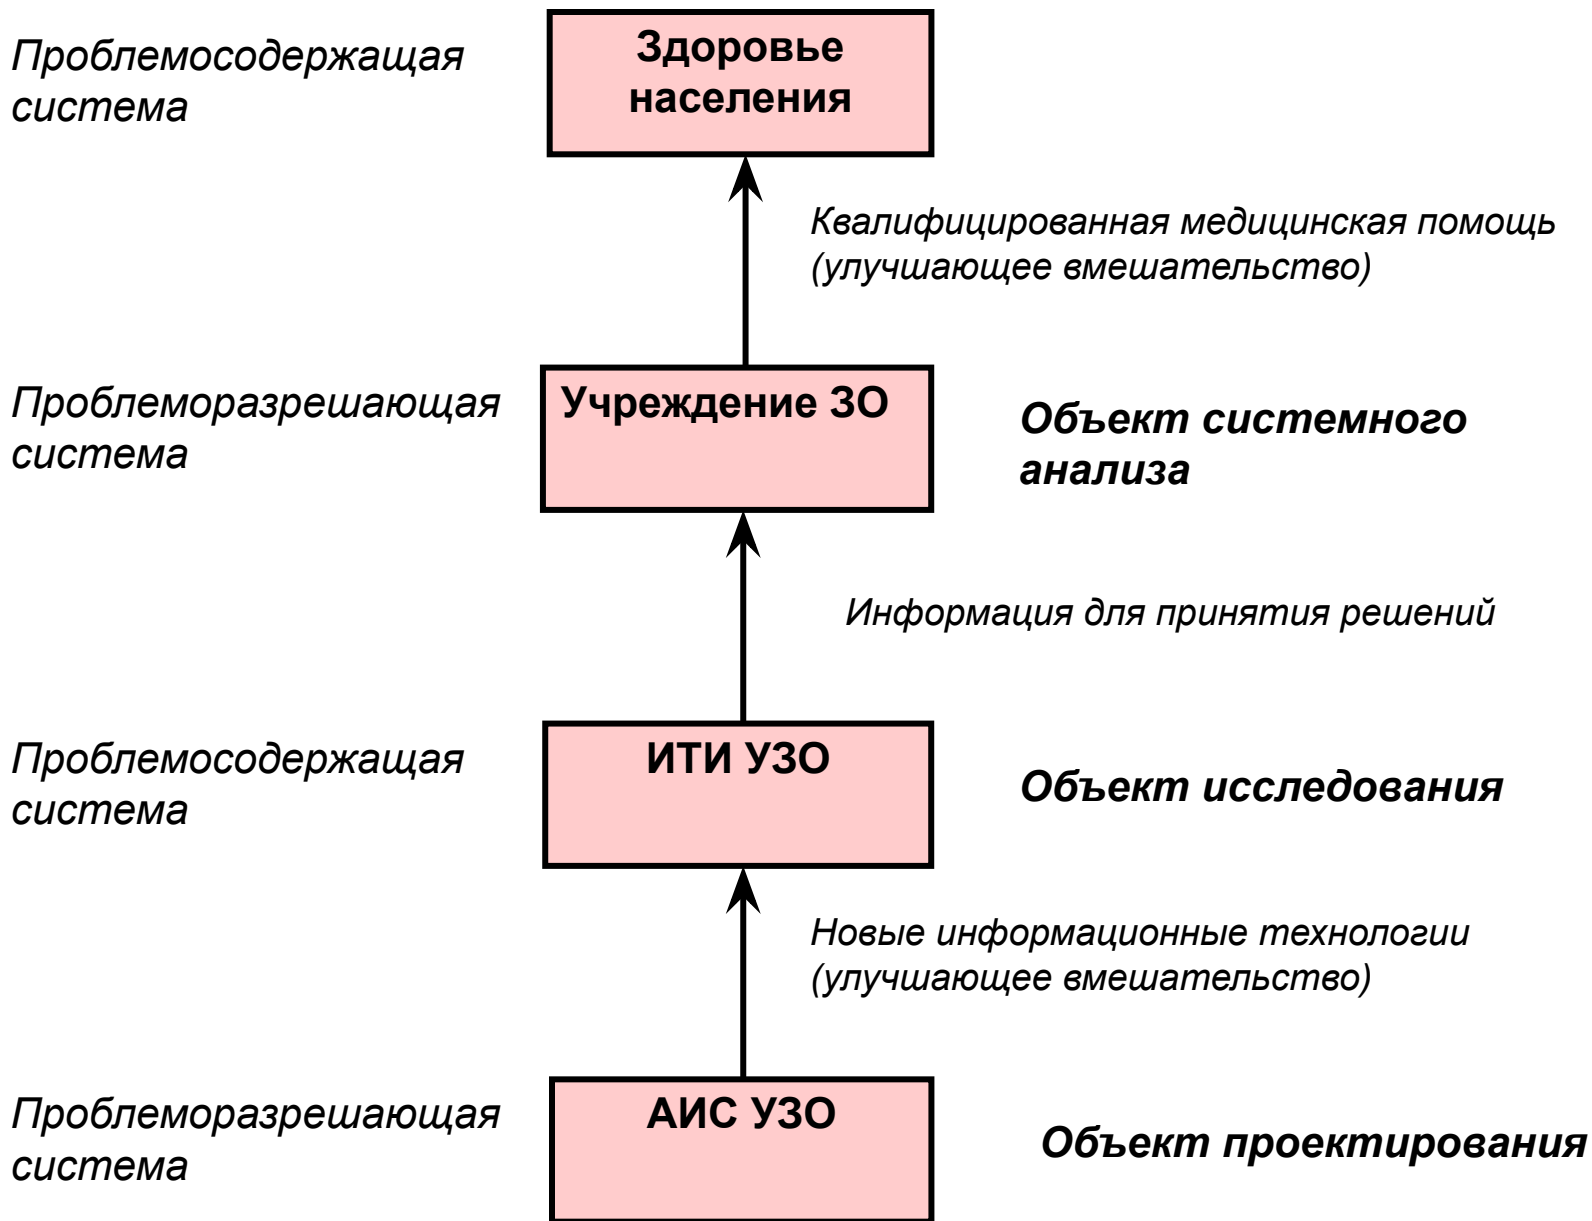 Проблемосодержащая
система
Здоровье
населения
Квалифицированная медицинская помощь
(улучшающее вмешательство)
Проблеморазрешающая
система
Учреждение ЗО
Объект системного
анализа
Информация для принятия решений
Проблемосодержащая
система
ИТИ УЗО
Объект исследования
Новые информационные технологии
(улучшающее вмешательство)
Проблеморазрешающая
система
АИС УЗО
Объект проектирования